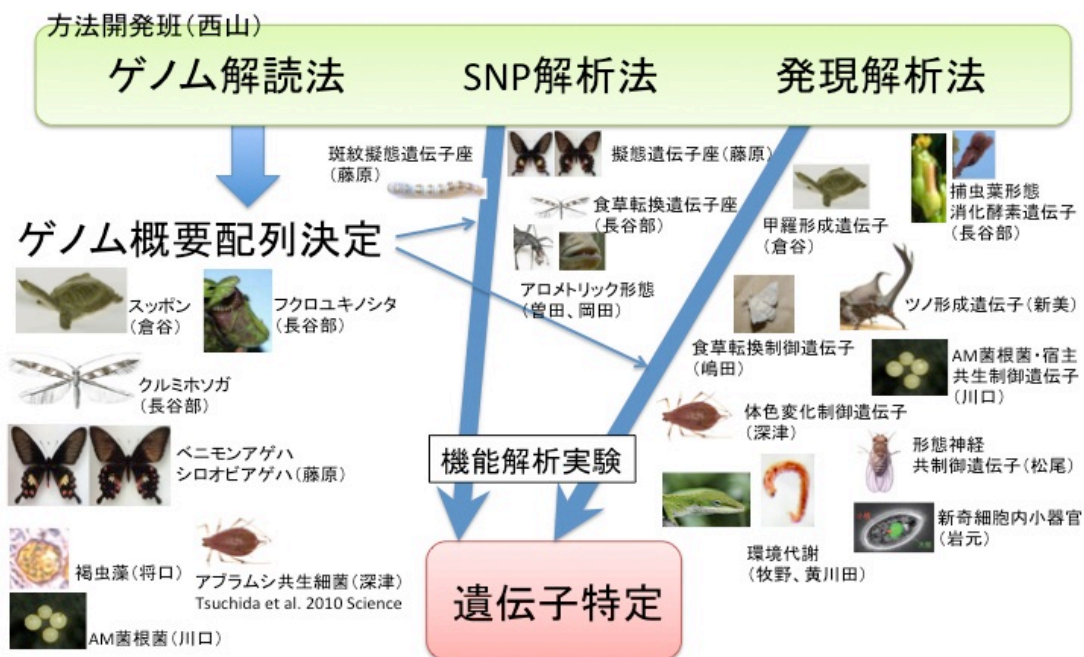 方法開発班(西山)
ゲノム解読法
SNP解析法
発現解析法
斑紋擬態遺伝子座
(藤原)
擬態遺伝子座(藤原)
食草転換遺伝子座
(長谷部)
アロメトリック形態
(曽田、岡田)
甲羅形成遺伝子
(倉谷)
捕虫葉形態
消化酵素遺伝子
(長谷部)
ツノ形成遺伝子(新美)
食草転換制御遺伝子
(嶋田)
AM菌根菌・宿主
共生制御遺伝子
(川口)
体色変化制御遺伝子
(深津)
形態神経
共制御遺伝子(松尾)
新奇細胞内小器官
(岩元)
環境代謝
(牧野、黄川田)
ゲノム概要配列決定
スッポン
(倉谷)
フクロユキノシタ
(長谷部)
クルミホソガ
(長谷部)
ベニモンアゲハ
シロオビアゲハ(藤原)
褐虫藻(将口)
アブラムシ共生細菌(深津)
Tsuchida et al. 2010 Science
AM菌根菌(川口)
機能解析実験
遺伝子特定